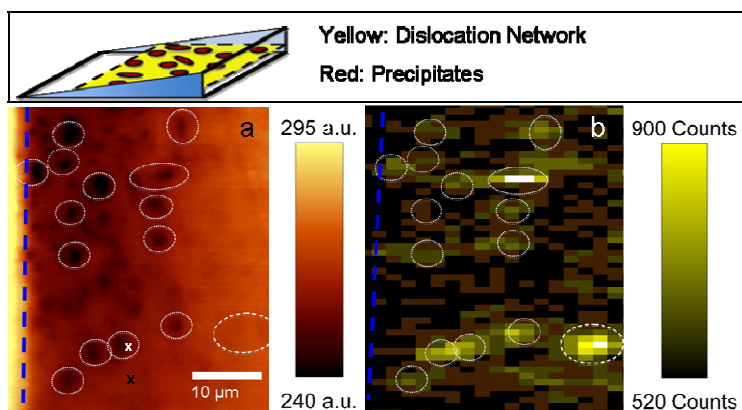 Yellow: Dislocation Network
Red: Precipitates
a
295 a.u.
240 a.u.
x
x
10 µm
b
900 Counts
520 Counts